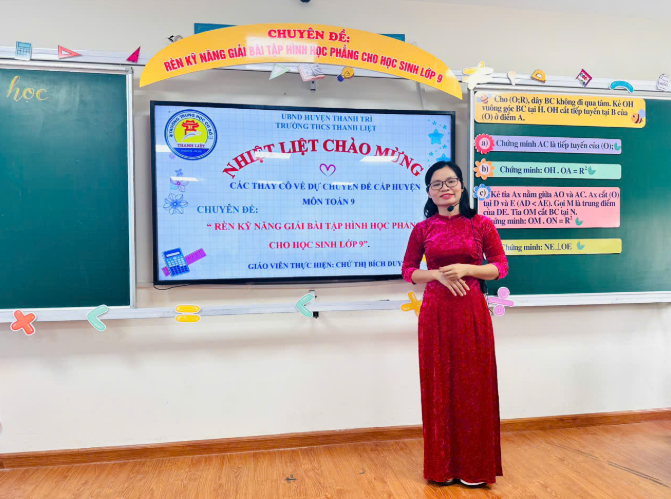 CHUYÊN ĐỀ:
RÈN KỸ NĂNG GIẢI BÀI TẬP HÌNH HỌC PHẲNG CHO HỌC SINH LỚP 9
học
UBND HUYỆN THANH TRÌ
TRƯỜNG THCS THANH LIỆT
THANH LIỆT
NHIỆT LIỆT CHÀO MỪNG
CÁC THẦY CÔ VỀ DỰ CHUYÊN ĐỀ CẤP HUYỆN
MÔN TOÁN 9
CHUYÊN ĐỀ:
“ RÈN KỸ NĂNG GIẢI BÀI TẬP HÌNH HỌC PHẲNG
CHO HỌC SINH LỚP 9”.
GIÁO VIÊN THỰC HIỆN: CHỬ THỊ BÍCH DUY
Cho (O;R), dây BC không đi qua tâm. Kẻ OH
vuông góc BC tại H. OH cắt tiếp tuyến tại B của
(O) ở điểm A.
a) Chứng minh AC là tiếp tuyến của (O);
b) Chứng minh: OH . OA = R²
c) Kẻ tia Ax nằm giữa AO và AC. Ax cắt (O)
tại D và E (AD < AE). Gọi M là trung điểm
của DE. Tia OM cắt BC tại N.
Chứng minh: OM . ON = R²
Chứng minh: NE⊥OE